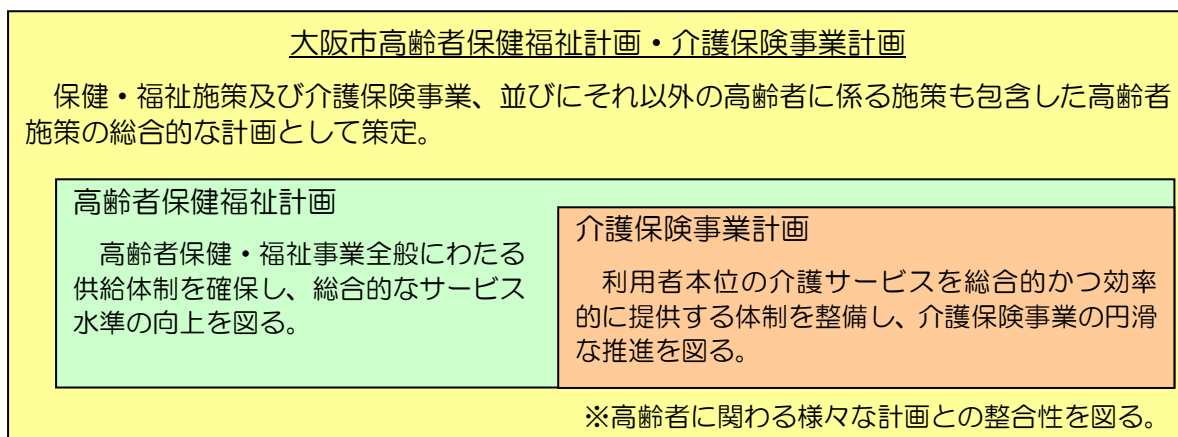 大阪市高齢者保健福祉計画・介護保険事業計画
保健・福祉施策及び介護保険事業、並びにそれ以外の高齢者に係る施策も包含した高齢者
施策の総合的な計画として策定。
高齢者保健福祉計画
高齢者保健・福祉事業全般にわたる
供給体制を確保し、総合的なサービス
水準の向上を図る。
介護保険事業計画
利用者本位の介護サービスを総合的かつ効率
的に提供する体制を整備し、介護保険事業の円滑
な推進を図る。
※高齢者に関わる様々な計画との整合性を図る。